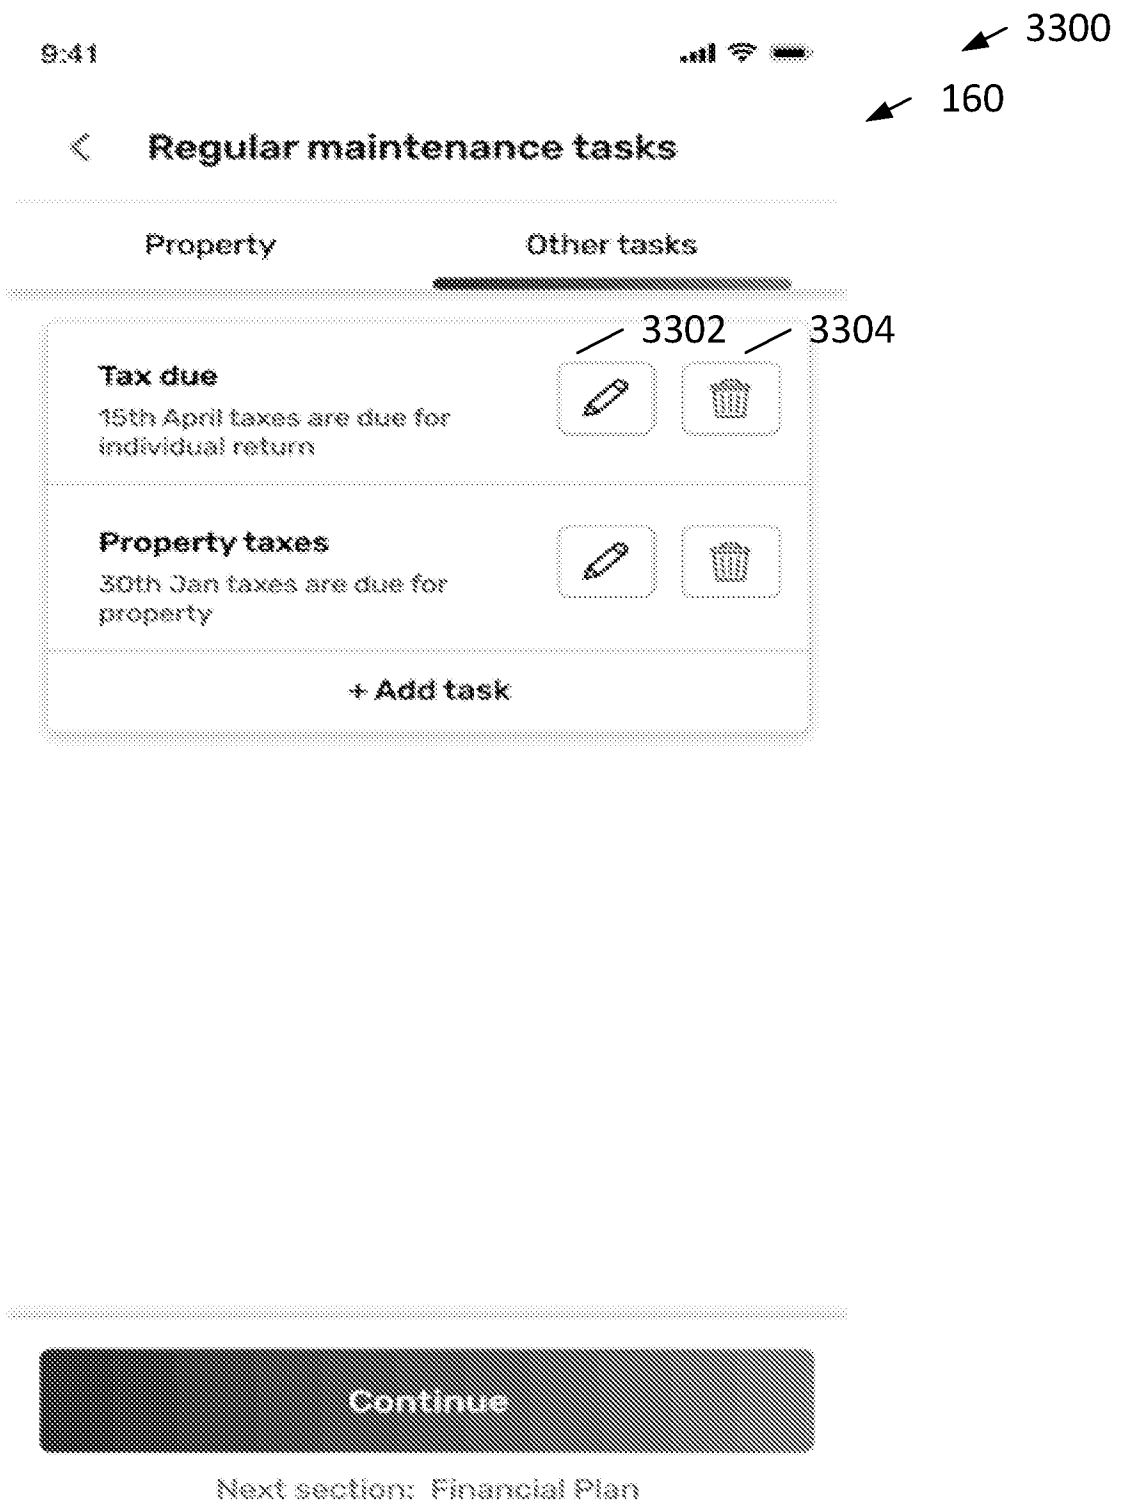 3300
9:41
160
Regular maintenance tasks
Property
Other tasks
3302
3304
Tax due
15th April taxes are due for
individual return
Property taxes
30th Jan taxes are due for
property
+ Add task
Continue
Next section: Financial Plan